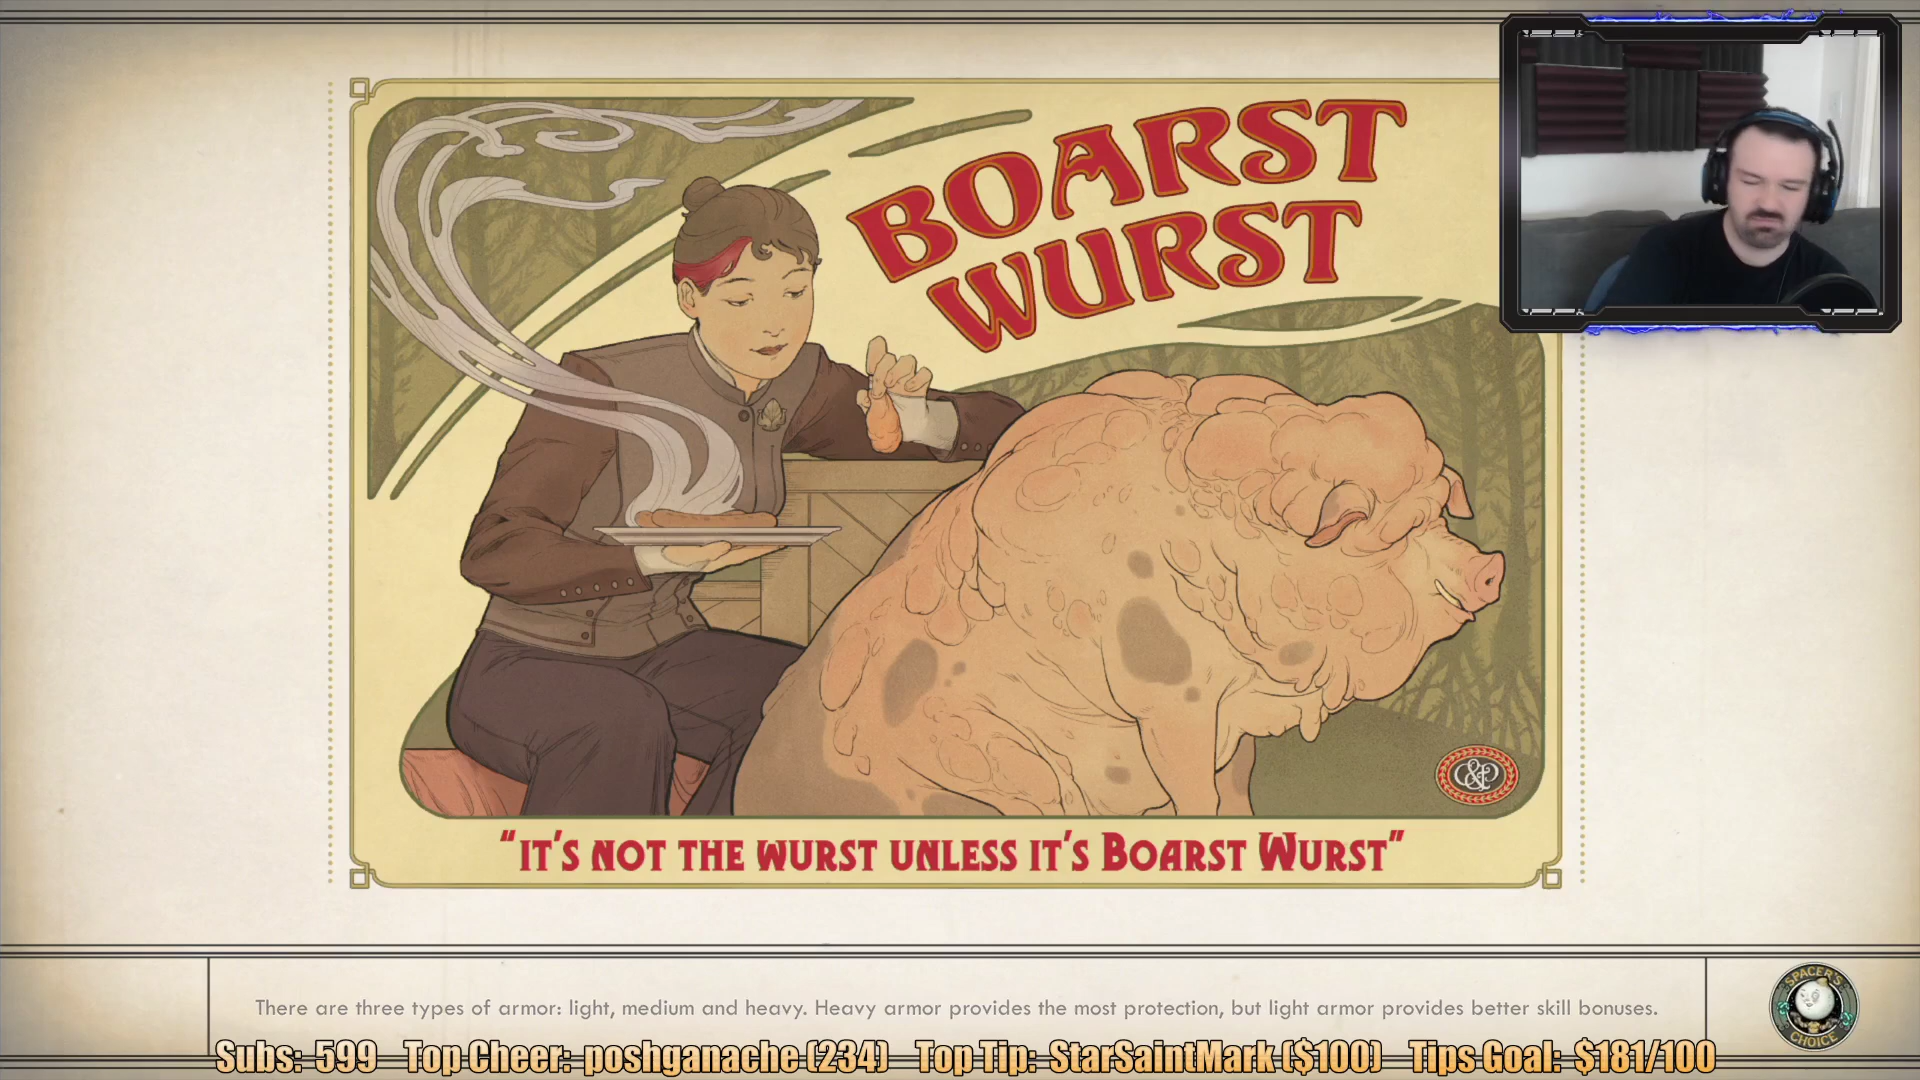 BOARST
WURST
&P
"IT'S NOT THE WURST UNLESS IT'S BOARST WURST"
There are three types of armor: light, medium and heavy. Heavy armor provides the most protection, but light armor provides better skill bonuses.
SPACER'S
CHOICE
Subs: 599 Top Cheer: poshganache (234) Top Tip: StarSaintMark ($100) Tips Goal: $181/100